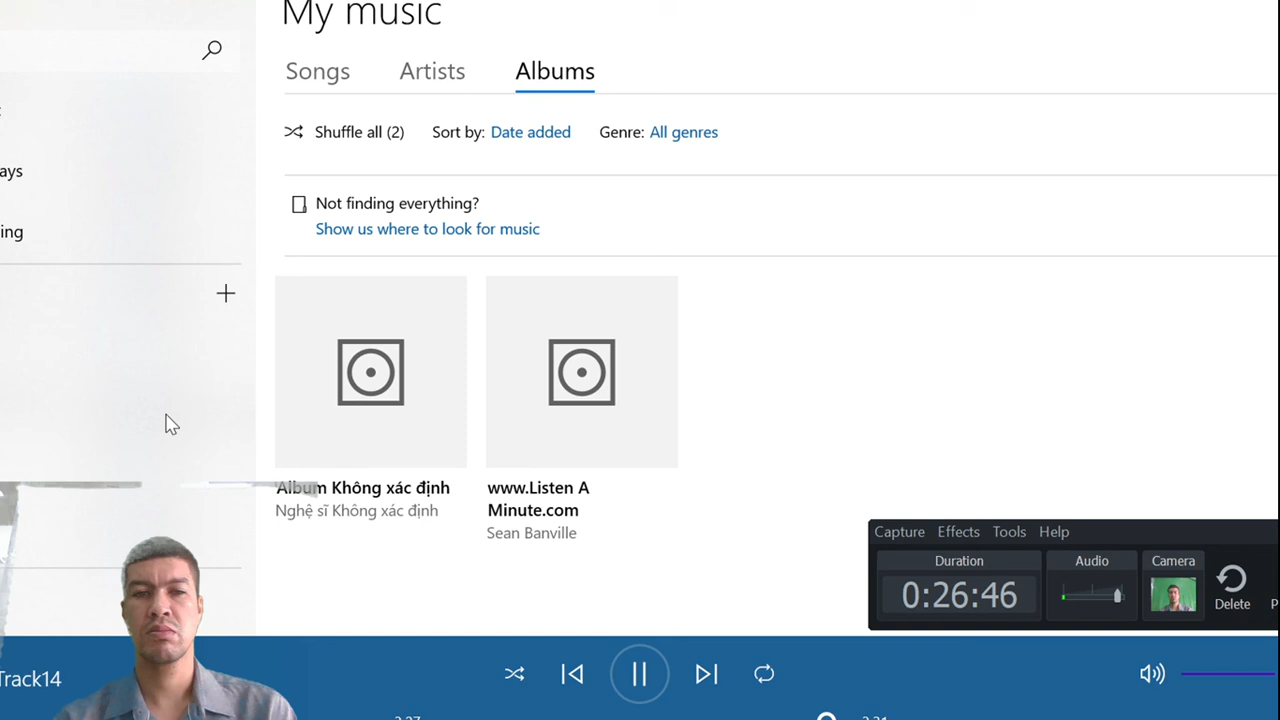 My music
Songs Artists Albums
Shuffle all (2) Sort by: Date added Genre: All genres
ays
Not finding everything?
Show us where to look for music
ing
Album Không xác định
Nghệ sĩ Không xác định
www.Listen A
Minute.com
Sean Banville
Capture Effects Tools Help
Duration Audio Camera
0:26:46
Delete
Track14